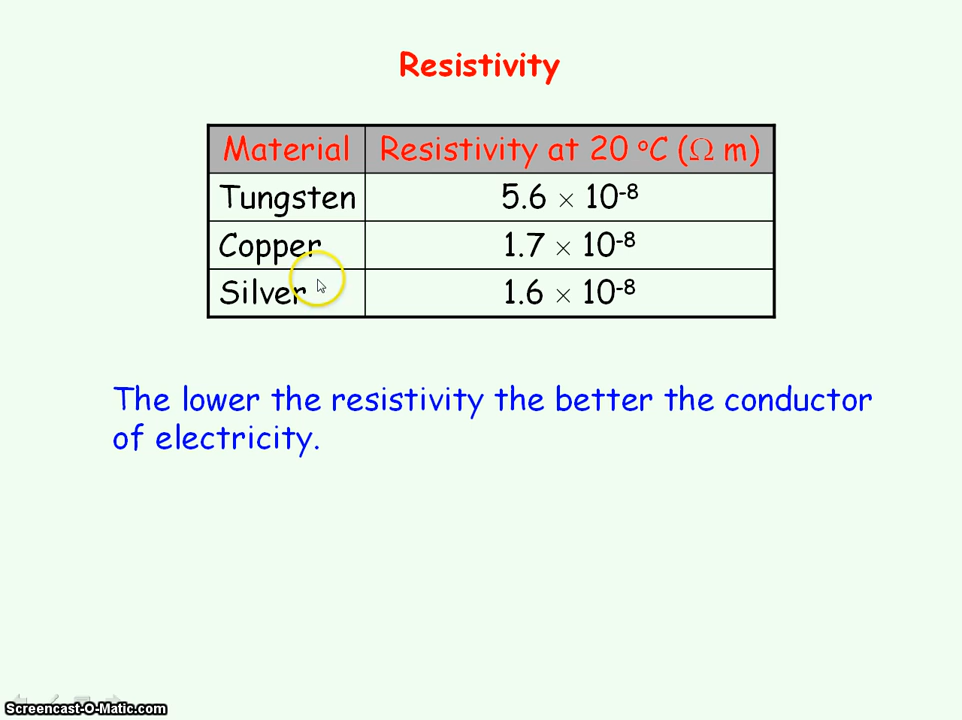 Resistivity
Material Resistivity at 20 ºC (Ω m)
Tungsten 5.6 × 10⁻⁸
Copper 1.7 × 10⁻⁸
Silver 1.6 × 10⁻⁸
The lower the resistivity the better the conductor
of electricity.
Screencast-O-Matic.com